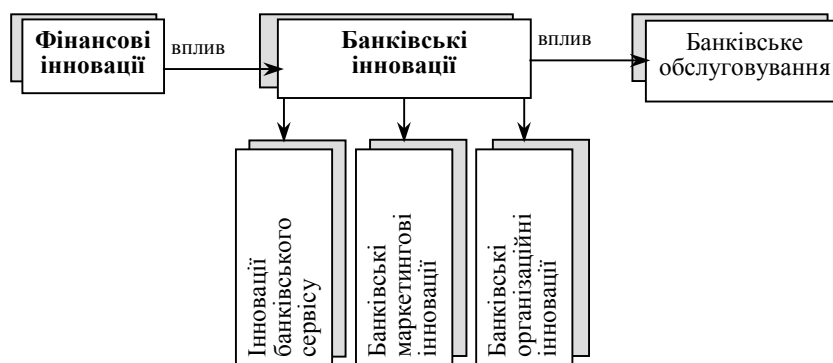 Фінансові
інновації
вплив
Банківські
інновації
вплив
Банківське
обслуговування
Інновації
банківського
сервісу
Банківські
маркетингові
інновації
Банківські
організаційні
інновації